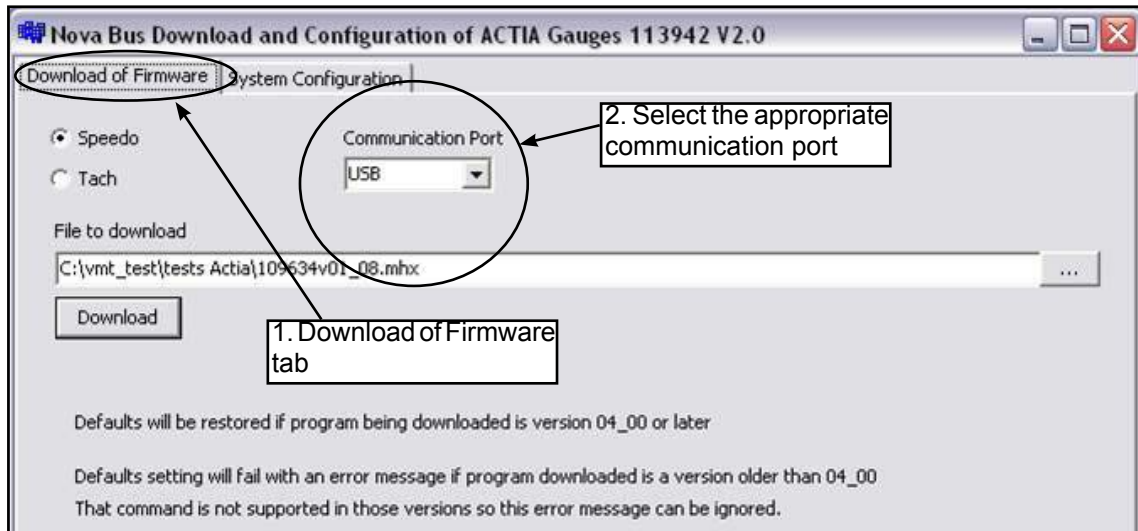 Nova Bus Download and Configuration of ACTIA Gauges 113942 V2.0
Download of Firmware
System Configuration
Speedo
Communication Port
2. Select the appropriate
communication port
Tach
USB
File to download
C:\vmt_test\tests Actia\109634v01_08.mhx
...
Download
1. Download of Firmware
tab
Defaults will be restored if program being downloaded is version 04_00 or later
Defaults setting will fail with an error message if program downloaded is a version older than 04_00
That command is not supported in those versions so this error message can be ignored.